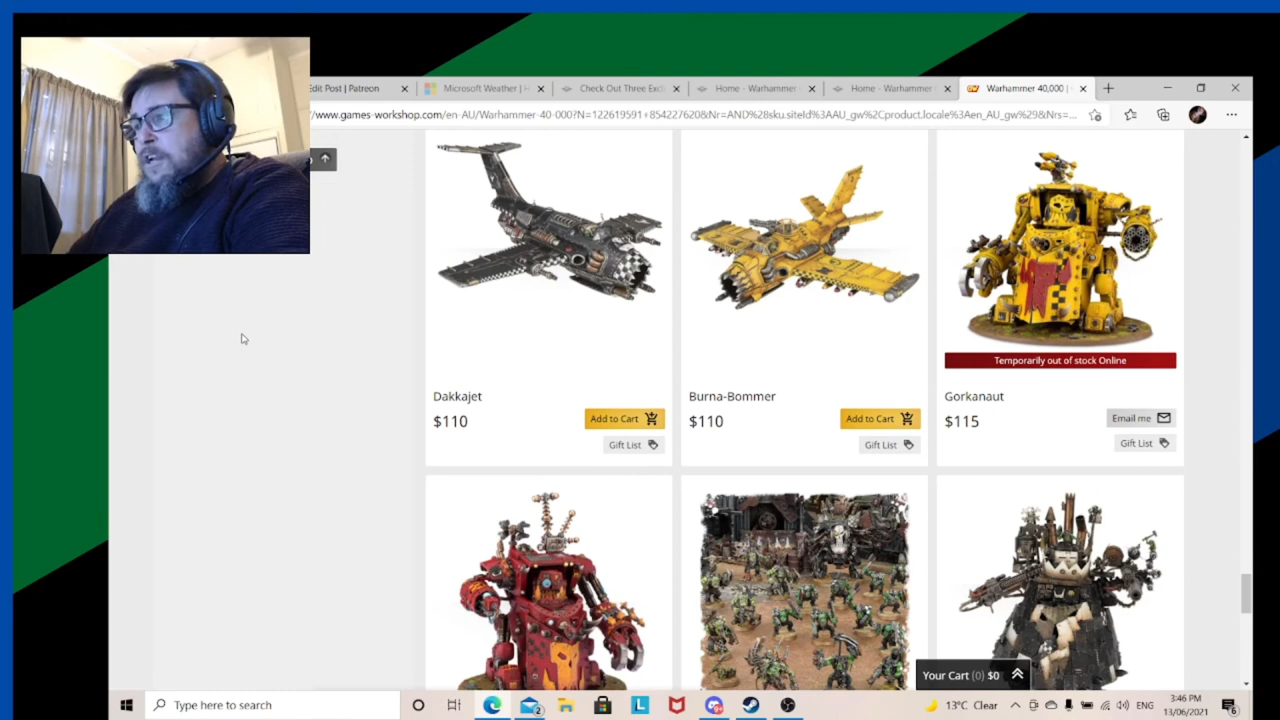 Edit Post | Patreon
Microsoft Weather | H
Check Out Three Exc
Home - Warhammer
Home - Warhammer
Warhammer 40,000 |
//www.games-workshop.com/en-AU/Warhammer-40-000?N=122619591+854227620&Nr=AND%28sku.siteId%3AAU_gw%2Cproduct.locale%3Aen_AU_gw%29&Nrs=...
Temporarily out of stock Online
Dakkajet
Burna-Bommer
Gorkanaut
$110
Add to Cart
$110
Add to Cart
$115
Email me
Gift List
Gift List
Gift List
Your Cart (0) $0
Type here to search
2
9+
13°C Clear
3:46 PM
13/06/2021
6